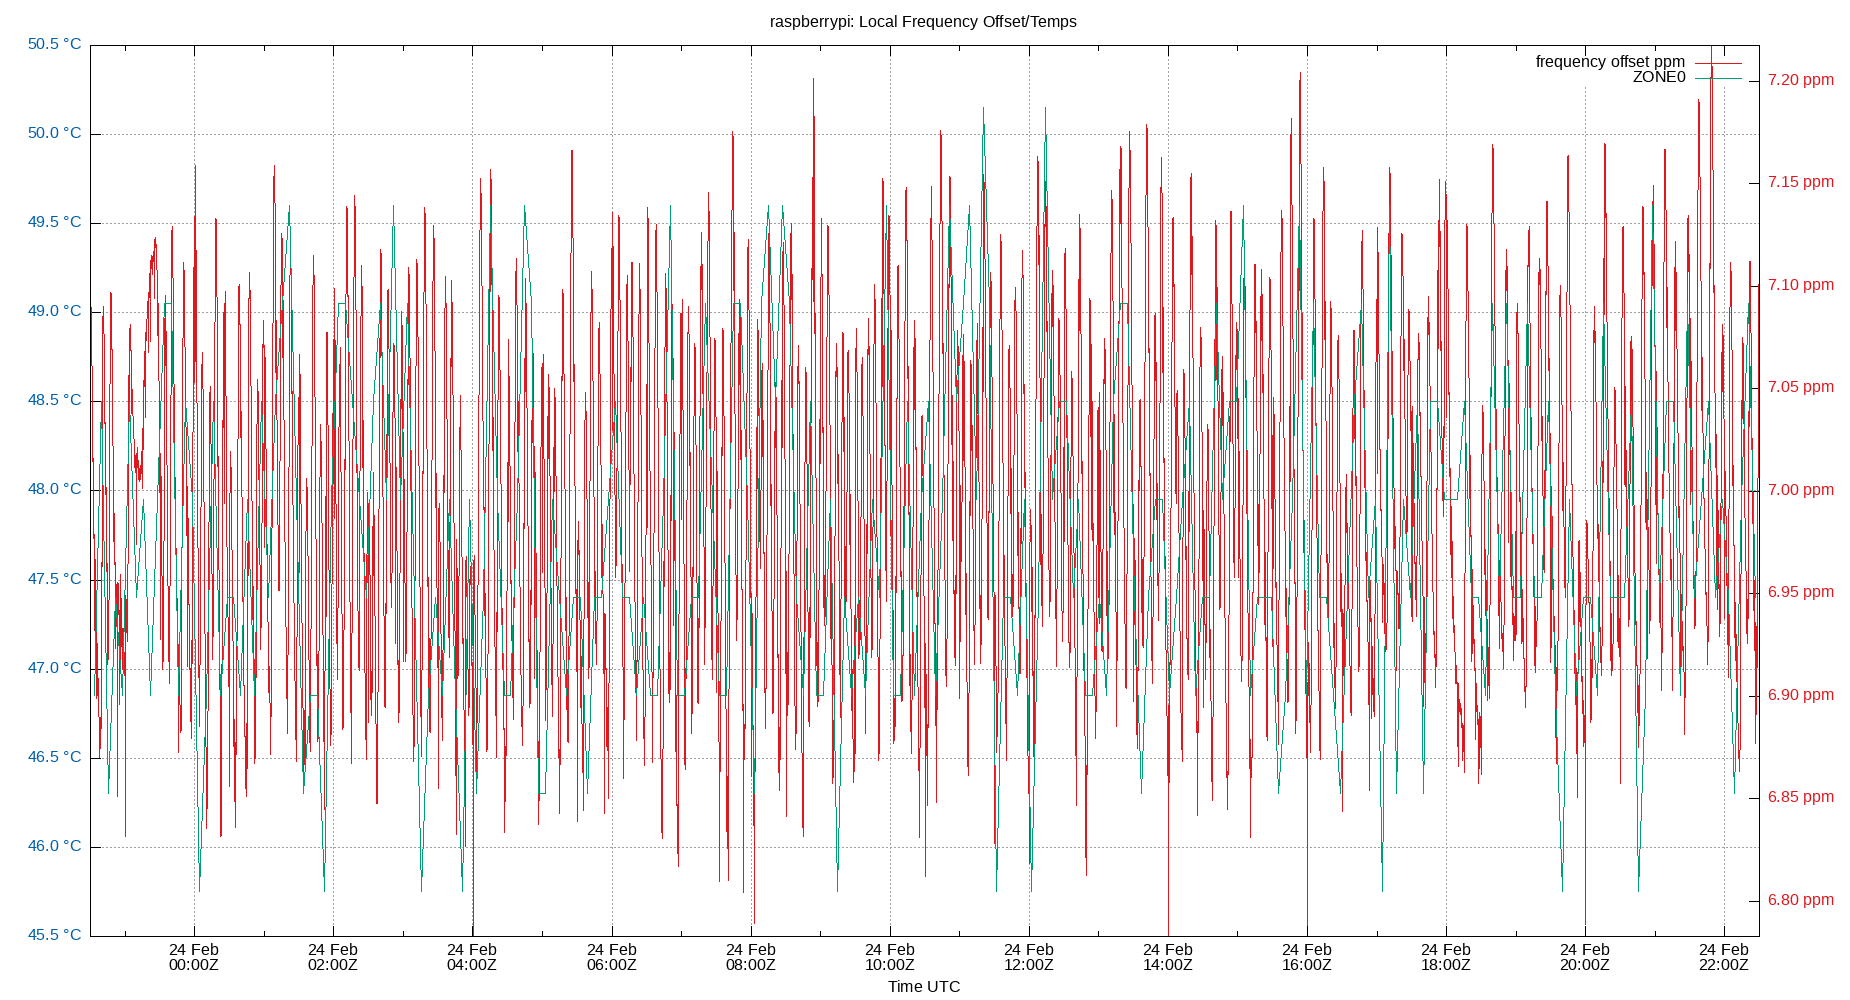 raspberrypi: Local Frequency Offset/Temps
50.5 °C
50.0 °C
49.5 °C
49.0 °C
48.5 °C
48.0 °C
47.5 °C
47.0 °C
46.5 °C
46.0 °C
45.5 °C
frequency offset ppm
ZONE0
7.20 ppm
7.15 ppm
7.10 ppm
7.05 ppm
7.00 ppm
6.95 ppm
6.90 ppm
6.85 ppm
6.80 ppm
24 Feb 24 Feb 24 Feb 24 Feb 24 Feb 24 Feb 24 Feb 24 Feb 24 Feb 24 Feb 24 Feb 24 Feb
00:00Z 02:00Z 04:00Z 06:00Z 08:00Z 10:00Z 12:00Z 14:00Z 16:00Z 18:00Z 20:00Z 22:00Z
Time UTC